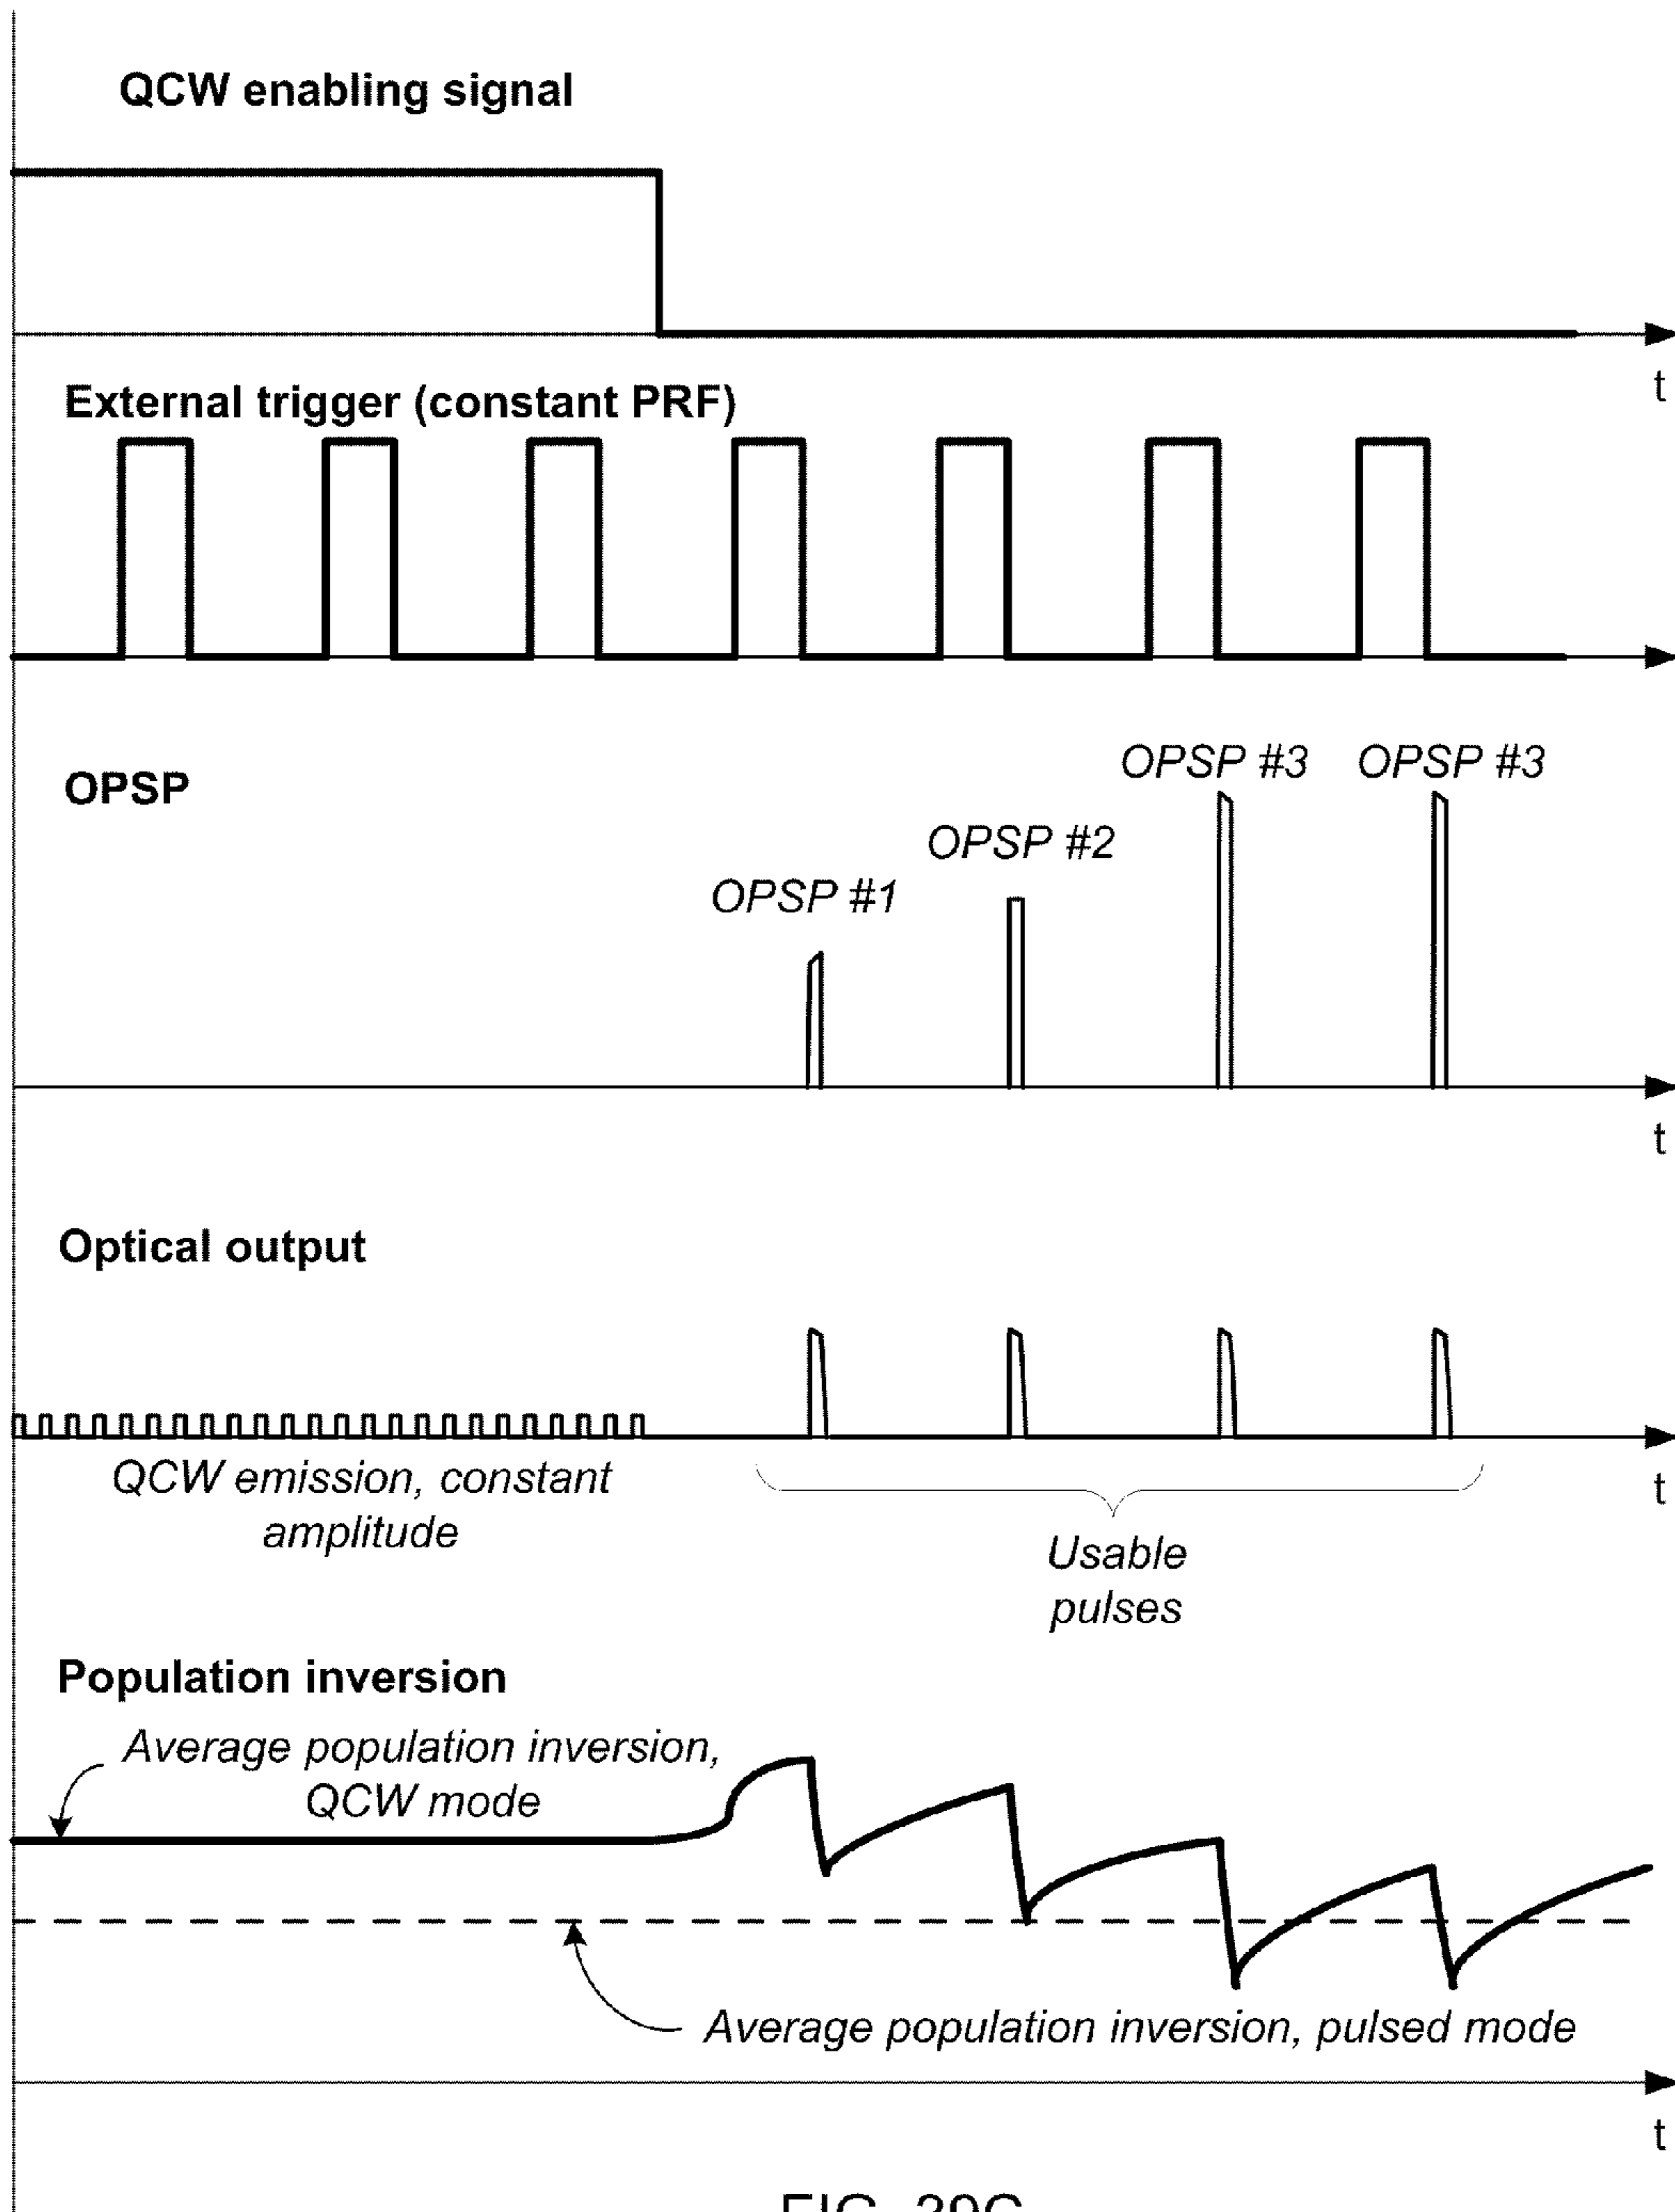 QCW enabling signal
t
External trigger (constant PRF)
OPSP
OPSP #1
OPSP #2
OPSP #3
OPSP #3
t
Optical output
QCW emission, constant
amplitude
t
Usable
pulses
Population inversion
Average population inversion,
QCW mode
Average population inversion, pulsed mode
t